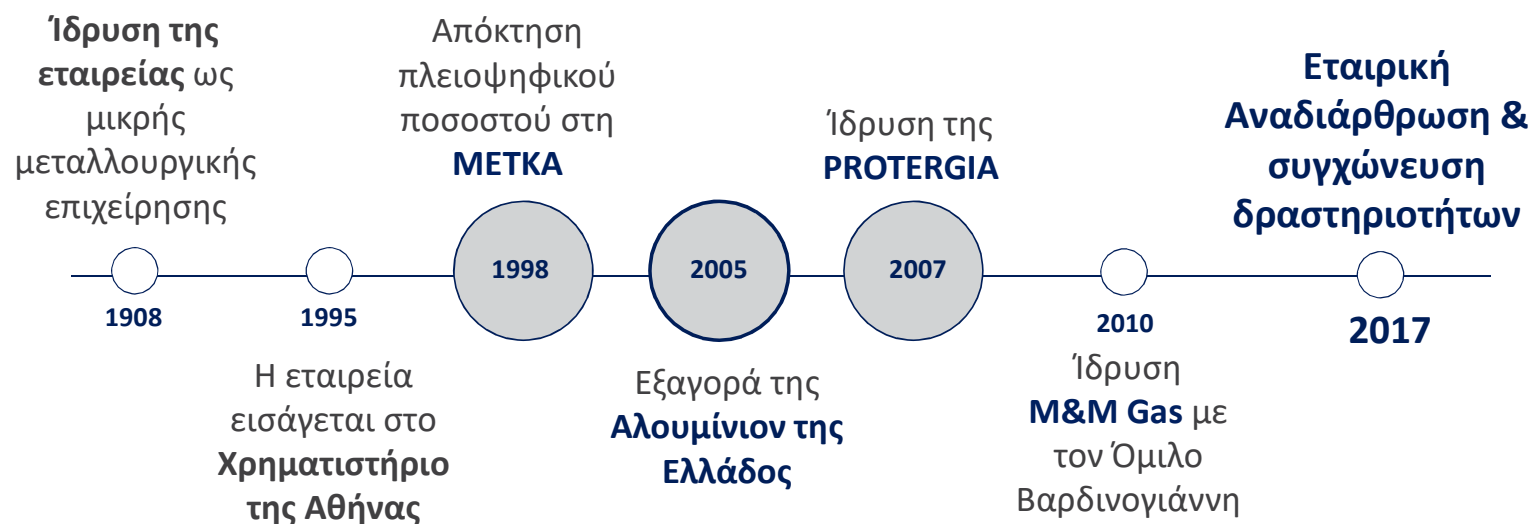 Ίδρυση της
εταιρείας ως
μικρής
μεταλλουργικής
επιχείρησης
1908
1995
Η εταιρεία
εισάγεται στο
Χρηματιστήριο
της Αθήνας
Απόκτηση
πλειοψηφικού
ποσοστού στη
ΜΕΤΚΑ
1998
2005
Εξαγορά της
Αλουμίνιον της
Ελλάδος
Ίδρυση της
PROTERGIA
2007
2010
Ίδρυση
M&M Gas με
τον Όμιλο
Βαρδινογιάννη
Εταιρική
Αναδιάρθρωση &
συγχώνευση
δραστηριοτήτων
2017